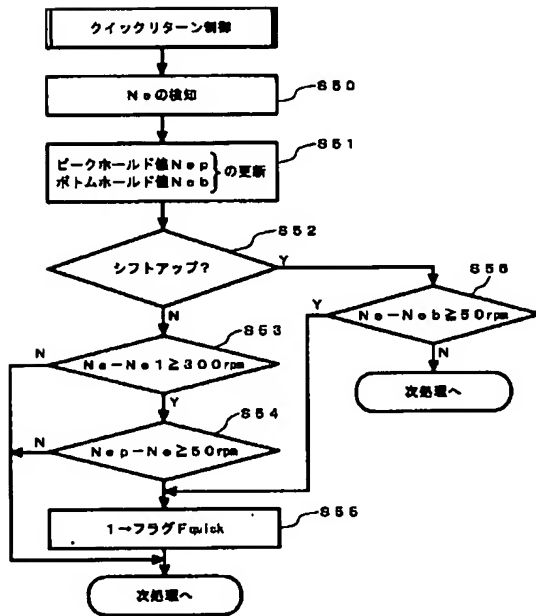 クイックリターン制御
Neの検知
S50
ピークホールド値Nep
ボトムホールド値Neb
の更新
S51
シフトアップ?
S52
Y
N
Ne－Neb≧50rpm
S56
Y
N
次処理へ
Ne－Ne1≧300rpm
S53
N
Y
Nep－Ne≧50rpm
S54
N
1→フラグFquick
S55
次処理へ